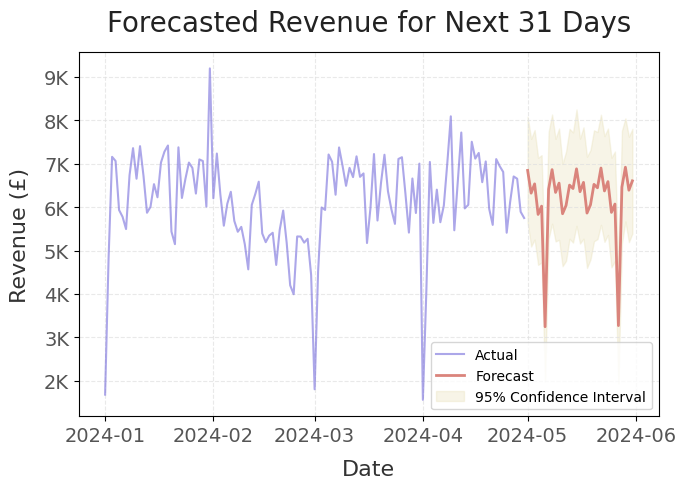 Forecasted Revenue for Next 31 Days
Revenue (£)
9K
8K
7K
6K
5K
4K
3K
2K
Actual
Forecast
95% Confidence Interval
2024-01 2024-02 2024-03 2024-04 2024-05 2024-06
Date